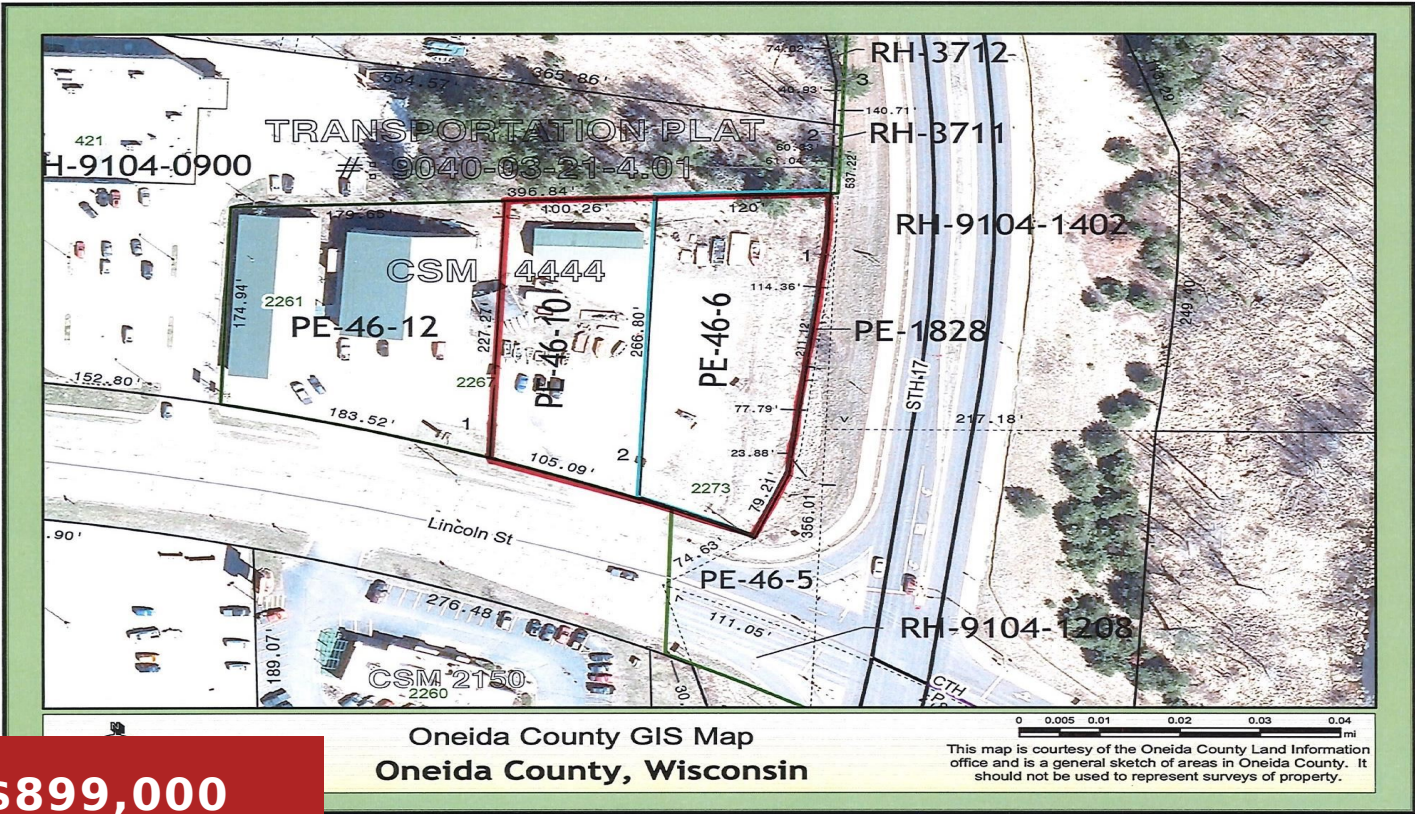 74.02'
RH-3712
365.86'
554.57'
3
40.93'
140.71'
TRANSPORTATION PLAT
2
RH-3711
421
60.33'
H-9104-0900
# : 9040-03-21-4.01
61.04'
537.22'
396.84'
179.65'
100.26'
120'
RH-9104-1402
CSM 4444
1
114.36'
249.40'
2261
174.94'
PE-46-12
227.27'
PE-46-10
266.80'
PE-46-6
211.12'
PE-1828
STH 17
152.80'
2267
183.52'
1
77.79'
217.18'
105.09'
2
23.88'
2273
79.21'
356.01'
Lincoln St
.90'
74.63'
PE-46-5
276.48'
111.05'
RH-9104-1208
189.07'
CSM 2150
2260
30.
CTH
N
Oneida County GIS Map
Oneida County, Wisconsin
0 0.005 0.01 0.02 0.03 0.04
mi
This map is courtesy of the Oneida County Land Information
office and is a general sketch of areas in Oneida County. It
should not be used to represent surveys of property.
$899,000